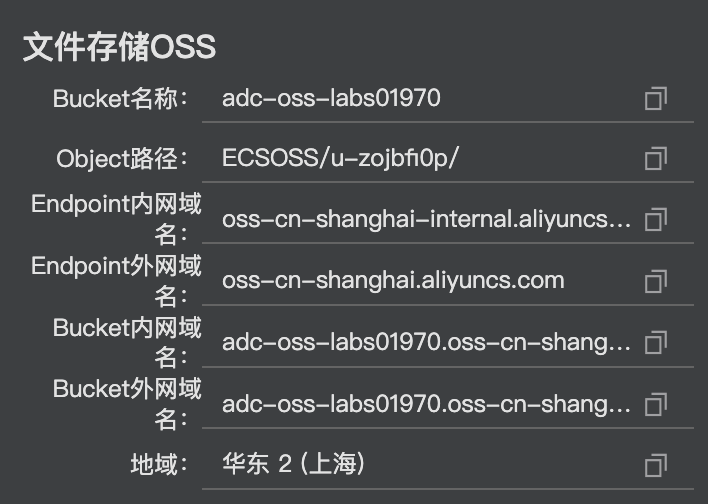 文件存储OSS
Bucket名称： adc-oss-labs01970
Object路径： ECSOSS/u-zojbfi0p/
Endpoint内网域名： oss-cn-shanghai-internal.aliyuncs...
Endpoint外网域名： oss-cn-shanghai.aliyuncs.com
Bucket内网域名： adc-oss-labs01970.oss-cn-shang...
Bucket外网域名： adc-oss-labs01970.oss-cn-shang...
地域： 华东 2 (上海)